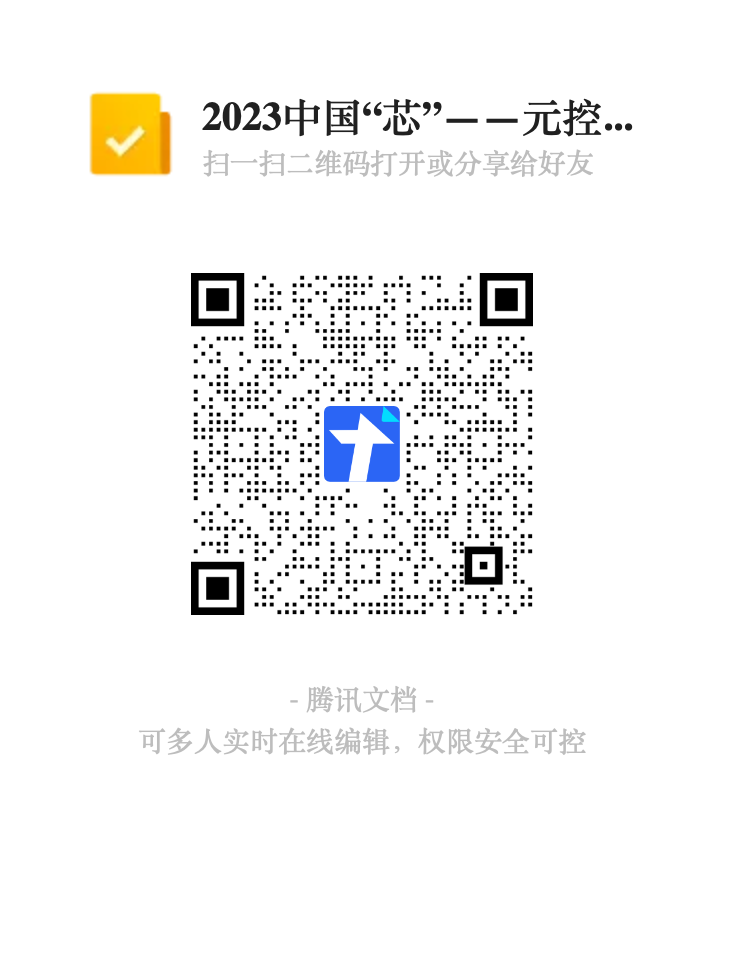 2023中国“芯”——元控...
扫一扫二维码打开或分享给好友
- 腾讯文档 -
可多人实时在线编辑，权限安全可控